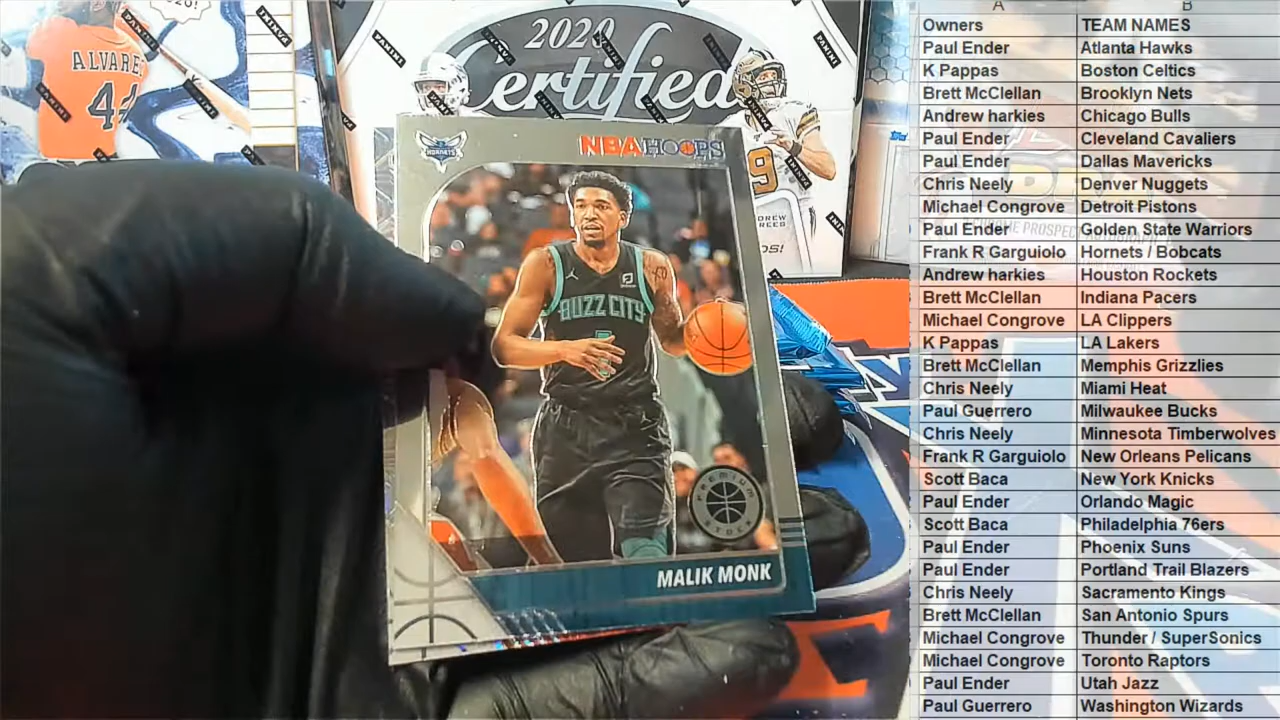 ALVARE
44
PANINI
2020
Certified
PANINI
9
HORNETS
NBA HOOPS
BUZZ CITY
1
PREMIUM
STOCK
MALIK MONK
A B
Owners TEAM NAMES
Paul Ender Atlanta Hawks
K Pappas Boston Celtics
Brett McClellan Brooklyn Nets
Andrew harkies Chicago Bulls
Paul Ender Cleveland Cavaliers
Paul Ender Dallas Mavericks
Chris Neely Denver Nuggets
Michael Congrove Detroit Pistons
Paul Ender Golden State Warriors
Frank R Garguiolo Hornets / Bobcats
Andrew harkies Houston Rockets
Brett McClellan Indiana Pacers
Michael Congrove LA Clippers
K Pappas LA Lakers
Brett McClellan Memphis Grizzlies
Chris Neely Miami Heat
Paul Guerrero Milwaukee Bucks
Chris Neely Minnesota Timberwolves
Frank R Garguiolo New Orleans Pelicans
Scott Baca New York Knicks
Paul Ender Orlando Magic
Scott Baca Philadelphia 76ers
Paul Ender Phoenix Suns
Paul Ender Portland Trail Blazers
Chris Neely Sacramento Kings
Brett McClellan San Antonio Spurs
Michael Congrove Thunder / SuperSonics
Michael Congrove Toronto Raptors
Paul Ender Utah Jazz
Paul Guerrero Washington Wizards